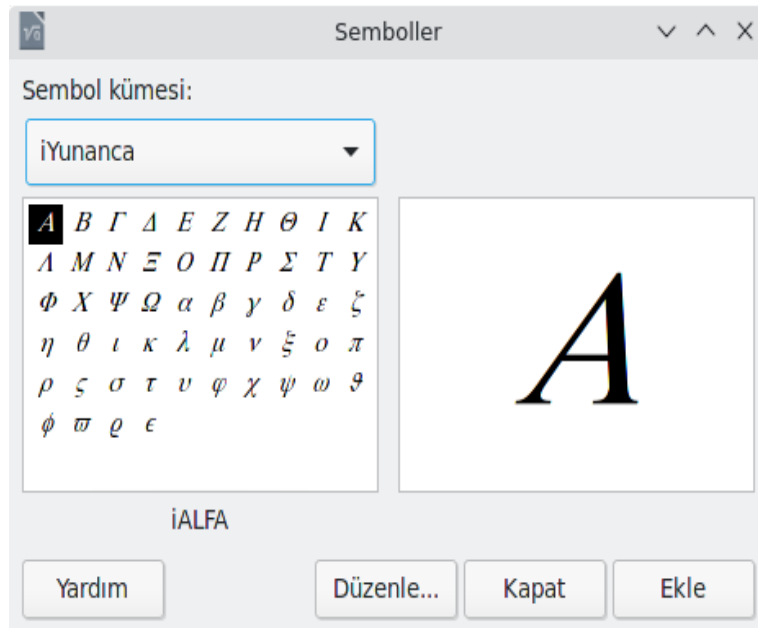 Semboller
Sembol kümesi:
iYunanca
Α Β Γ Δ Ε Ζ Η Θ Ι Κ
Λ Μ Ν Ξ Ο Π Ρ Σ Τ Υ
Φ Χ Ψ Ω α β γ δ ε ζ
η θ ι κ λ μ ν ξ ο π
ρ ς σ τ υ φ χ ψ ω ϑ
ϕ ϖ ϱ ϵ
Α
iALFA
Yardım
Düzenle...
Kapat
Ekle